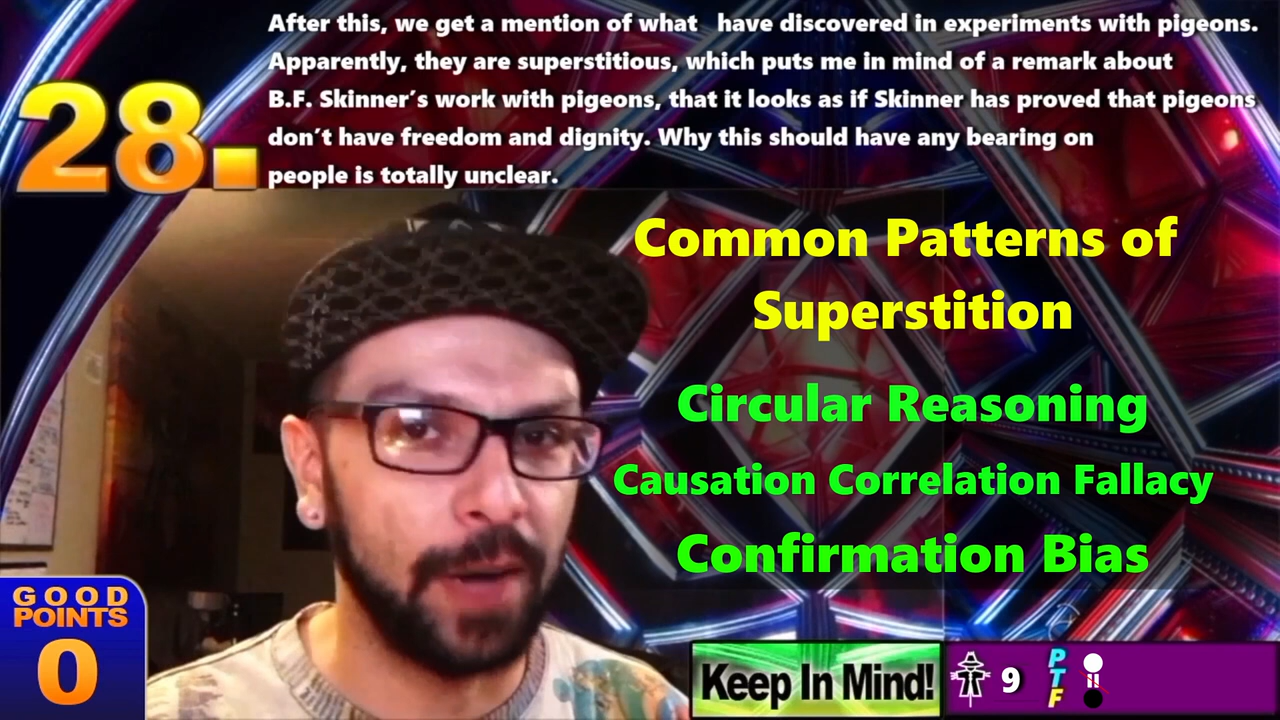 After this, we get a mention of what have discovered in experiments with pigeons.
Apparently, they are superstitious, which puts me in mind of a remark about
B.F. Skinner’s work with pigeons, that it looks as if Skinner has proved that pigeons
don’t have freedom and dignity. Why this should have any bearing on
people is totally unclear.
28.
Common Patterns of
Superstition
Circular Reasoning
Causation Correlation Fallacy
Confirmation Bias
GOOD
POINTS
0
Keep In Mind!
9
PTF